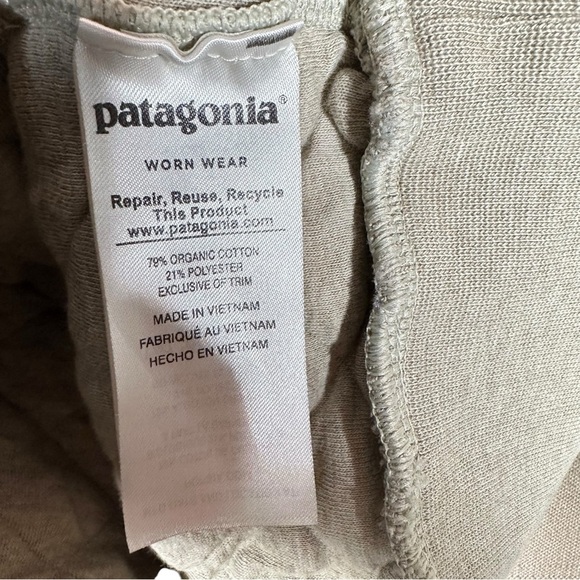 patagonia®
WORN WEAR
Repair, Reuse, Recycle
This Product
www.patagonia.com
79% ORGANIC COTTON
21% POLYESTER
EXCLUSIVE OF TRIM
MADE IN VIETNAM
FABRIQUÉ AU VIETNAM
HECHO EN VIETNAM